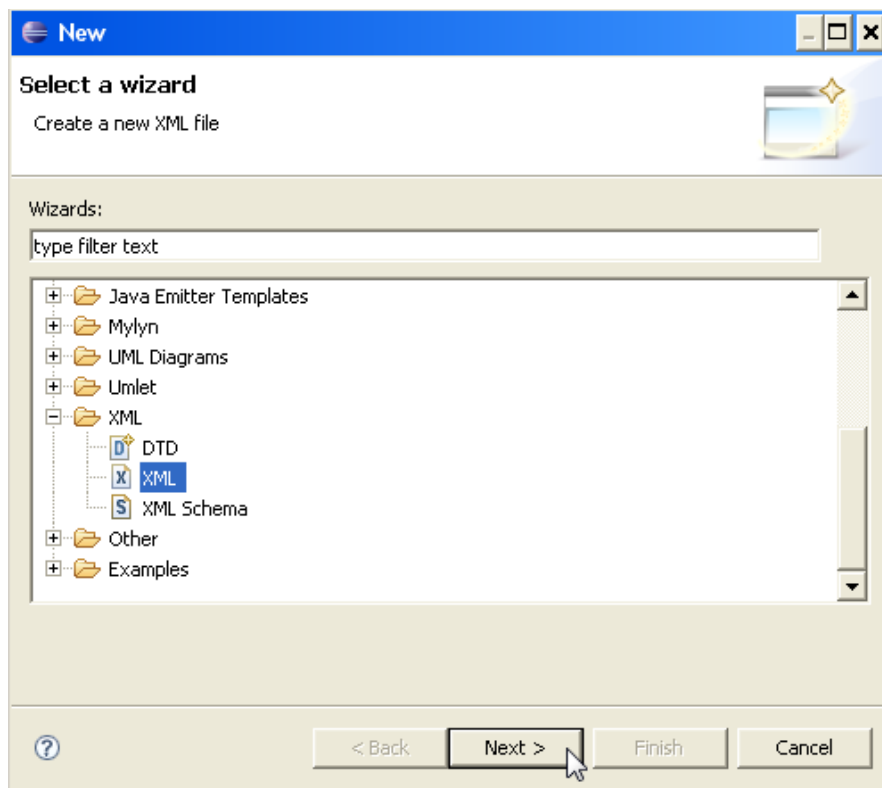 New
Select a wizard
Create a new XML file
Wizards:
type filter text
Java Emitter Templates
Mylyn
UML Diagrams
Umlet
XML
DTD
XML
XML Schema
Other
Examples
< Back Next > Finish Cancel